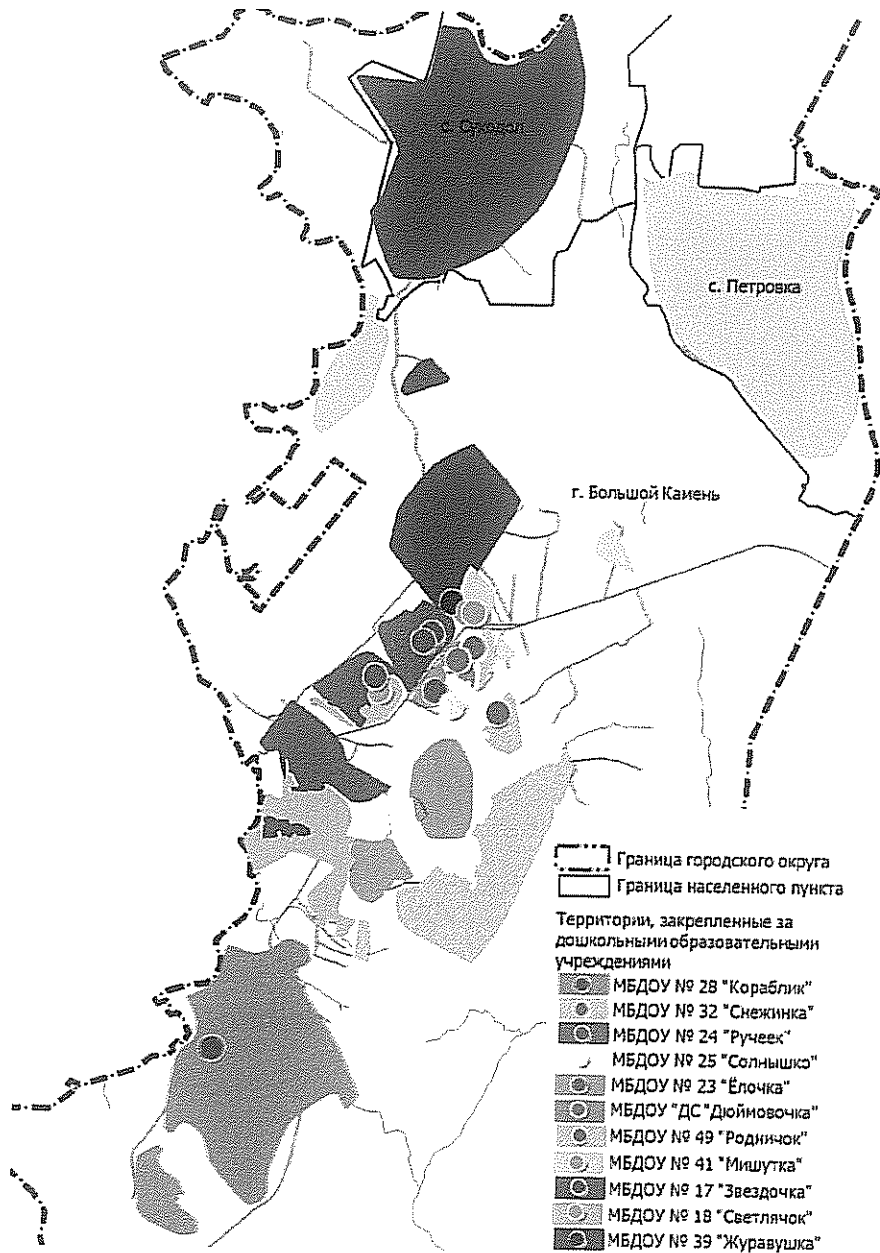 с. Суходол
с. Петровка
г. Большой Камень
Граница городского округа
Граница населенного пункта
Территории, закрепленные за
дошкольными образовательными
учреждениями
МБДОУ № 28 "Кораблик"
МБДОУ № 32 "Снежинка"
МБДОУ № 24 "Ручеек"
МБДОУ № 25 "Солнышко"
МБДОУ № 23 "Ёлочка"
МБДОУ "ДС "Дюймовочка"
МБДОУ № 49 "Родничок"
МБДОУ № 41 "Мишутка"
МБДОУ № 17 "Звездочка"
МБДОУ № 18 "Светлячок"
МБДОУ № 39 "Журавушка"